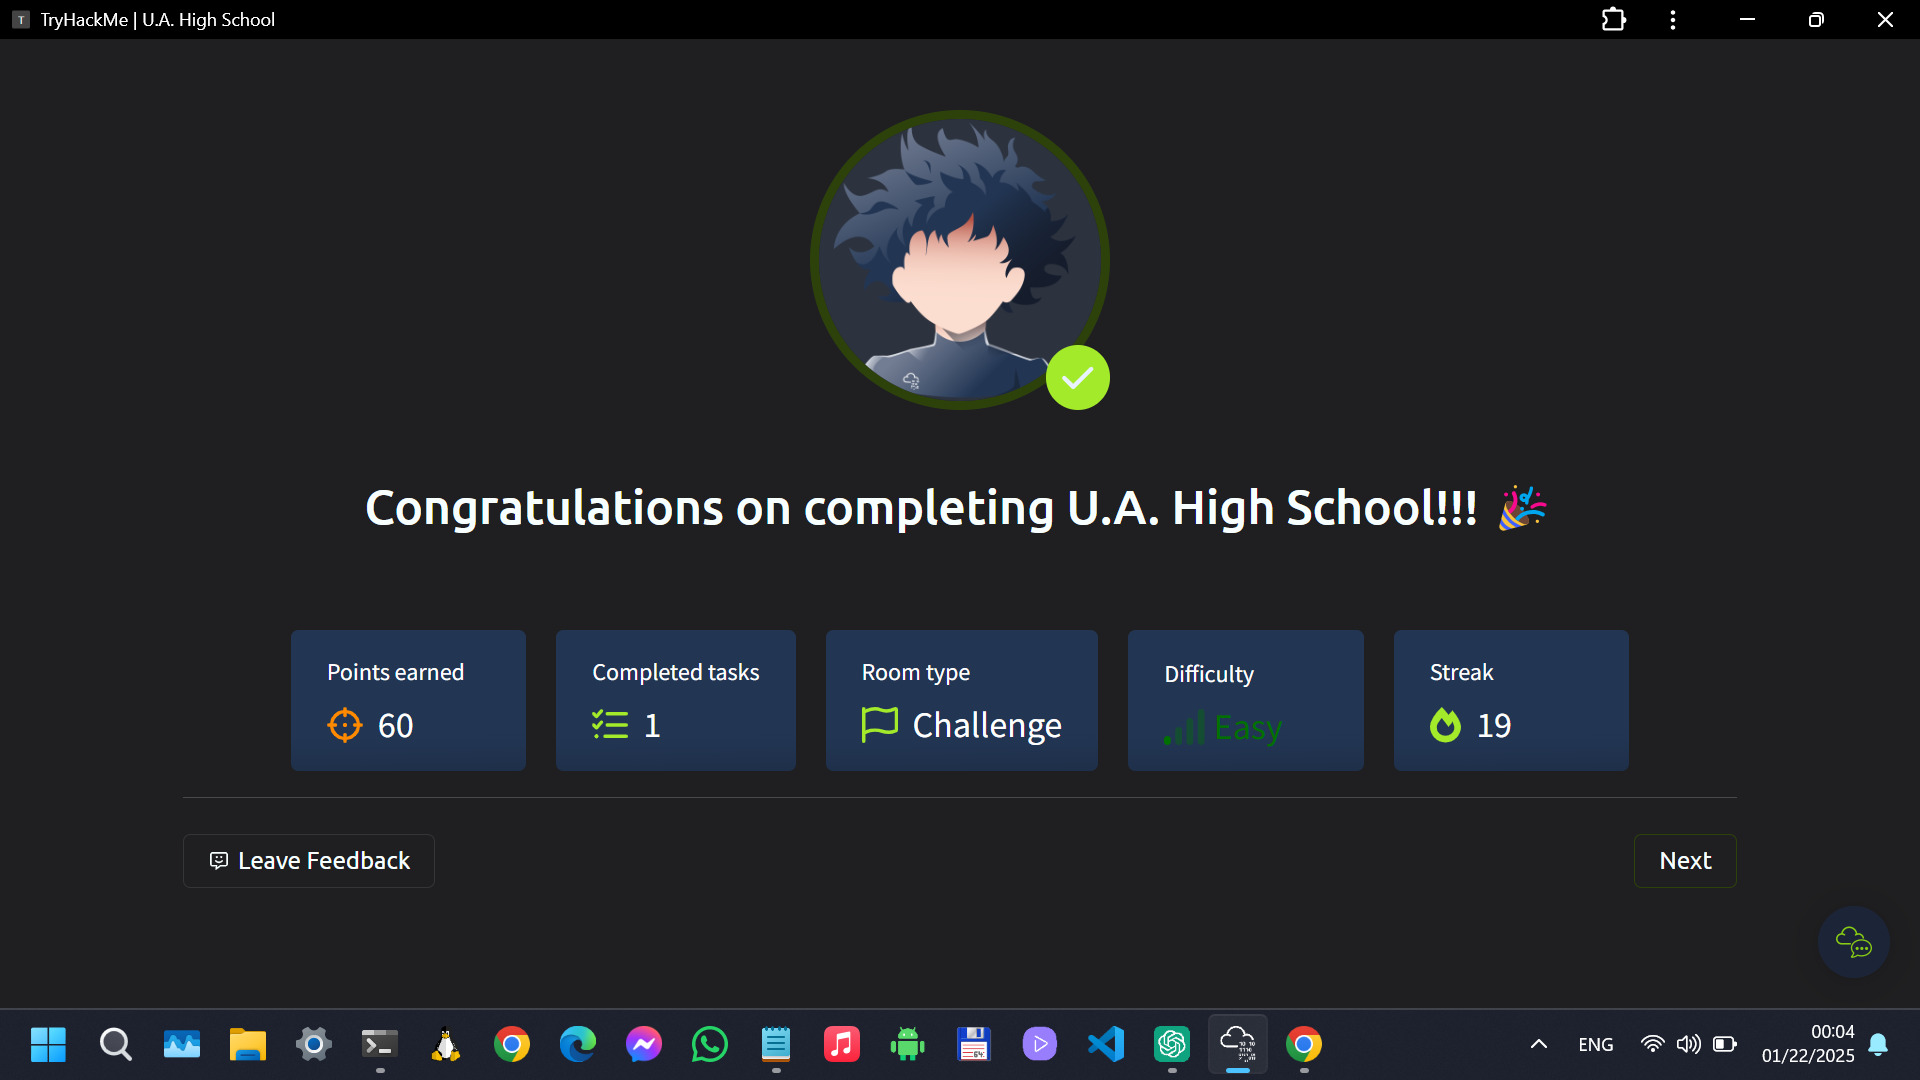 TryHackMe | U.A. High School
Congratulations on completing U.A. High School!!! 🎉
Points earned
60
Completed tasks
1
Room type
Challenge
Difficulty
Easy
Streak
19
Leave Feedback
Next
ENG
00:04
01/22/2025